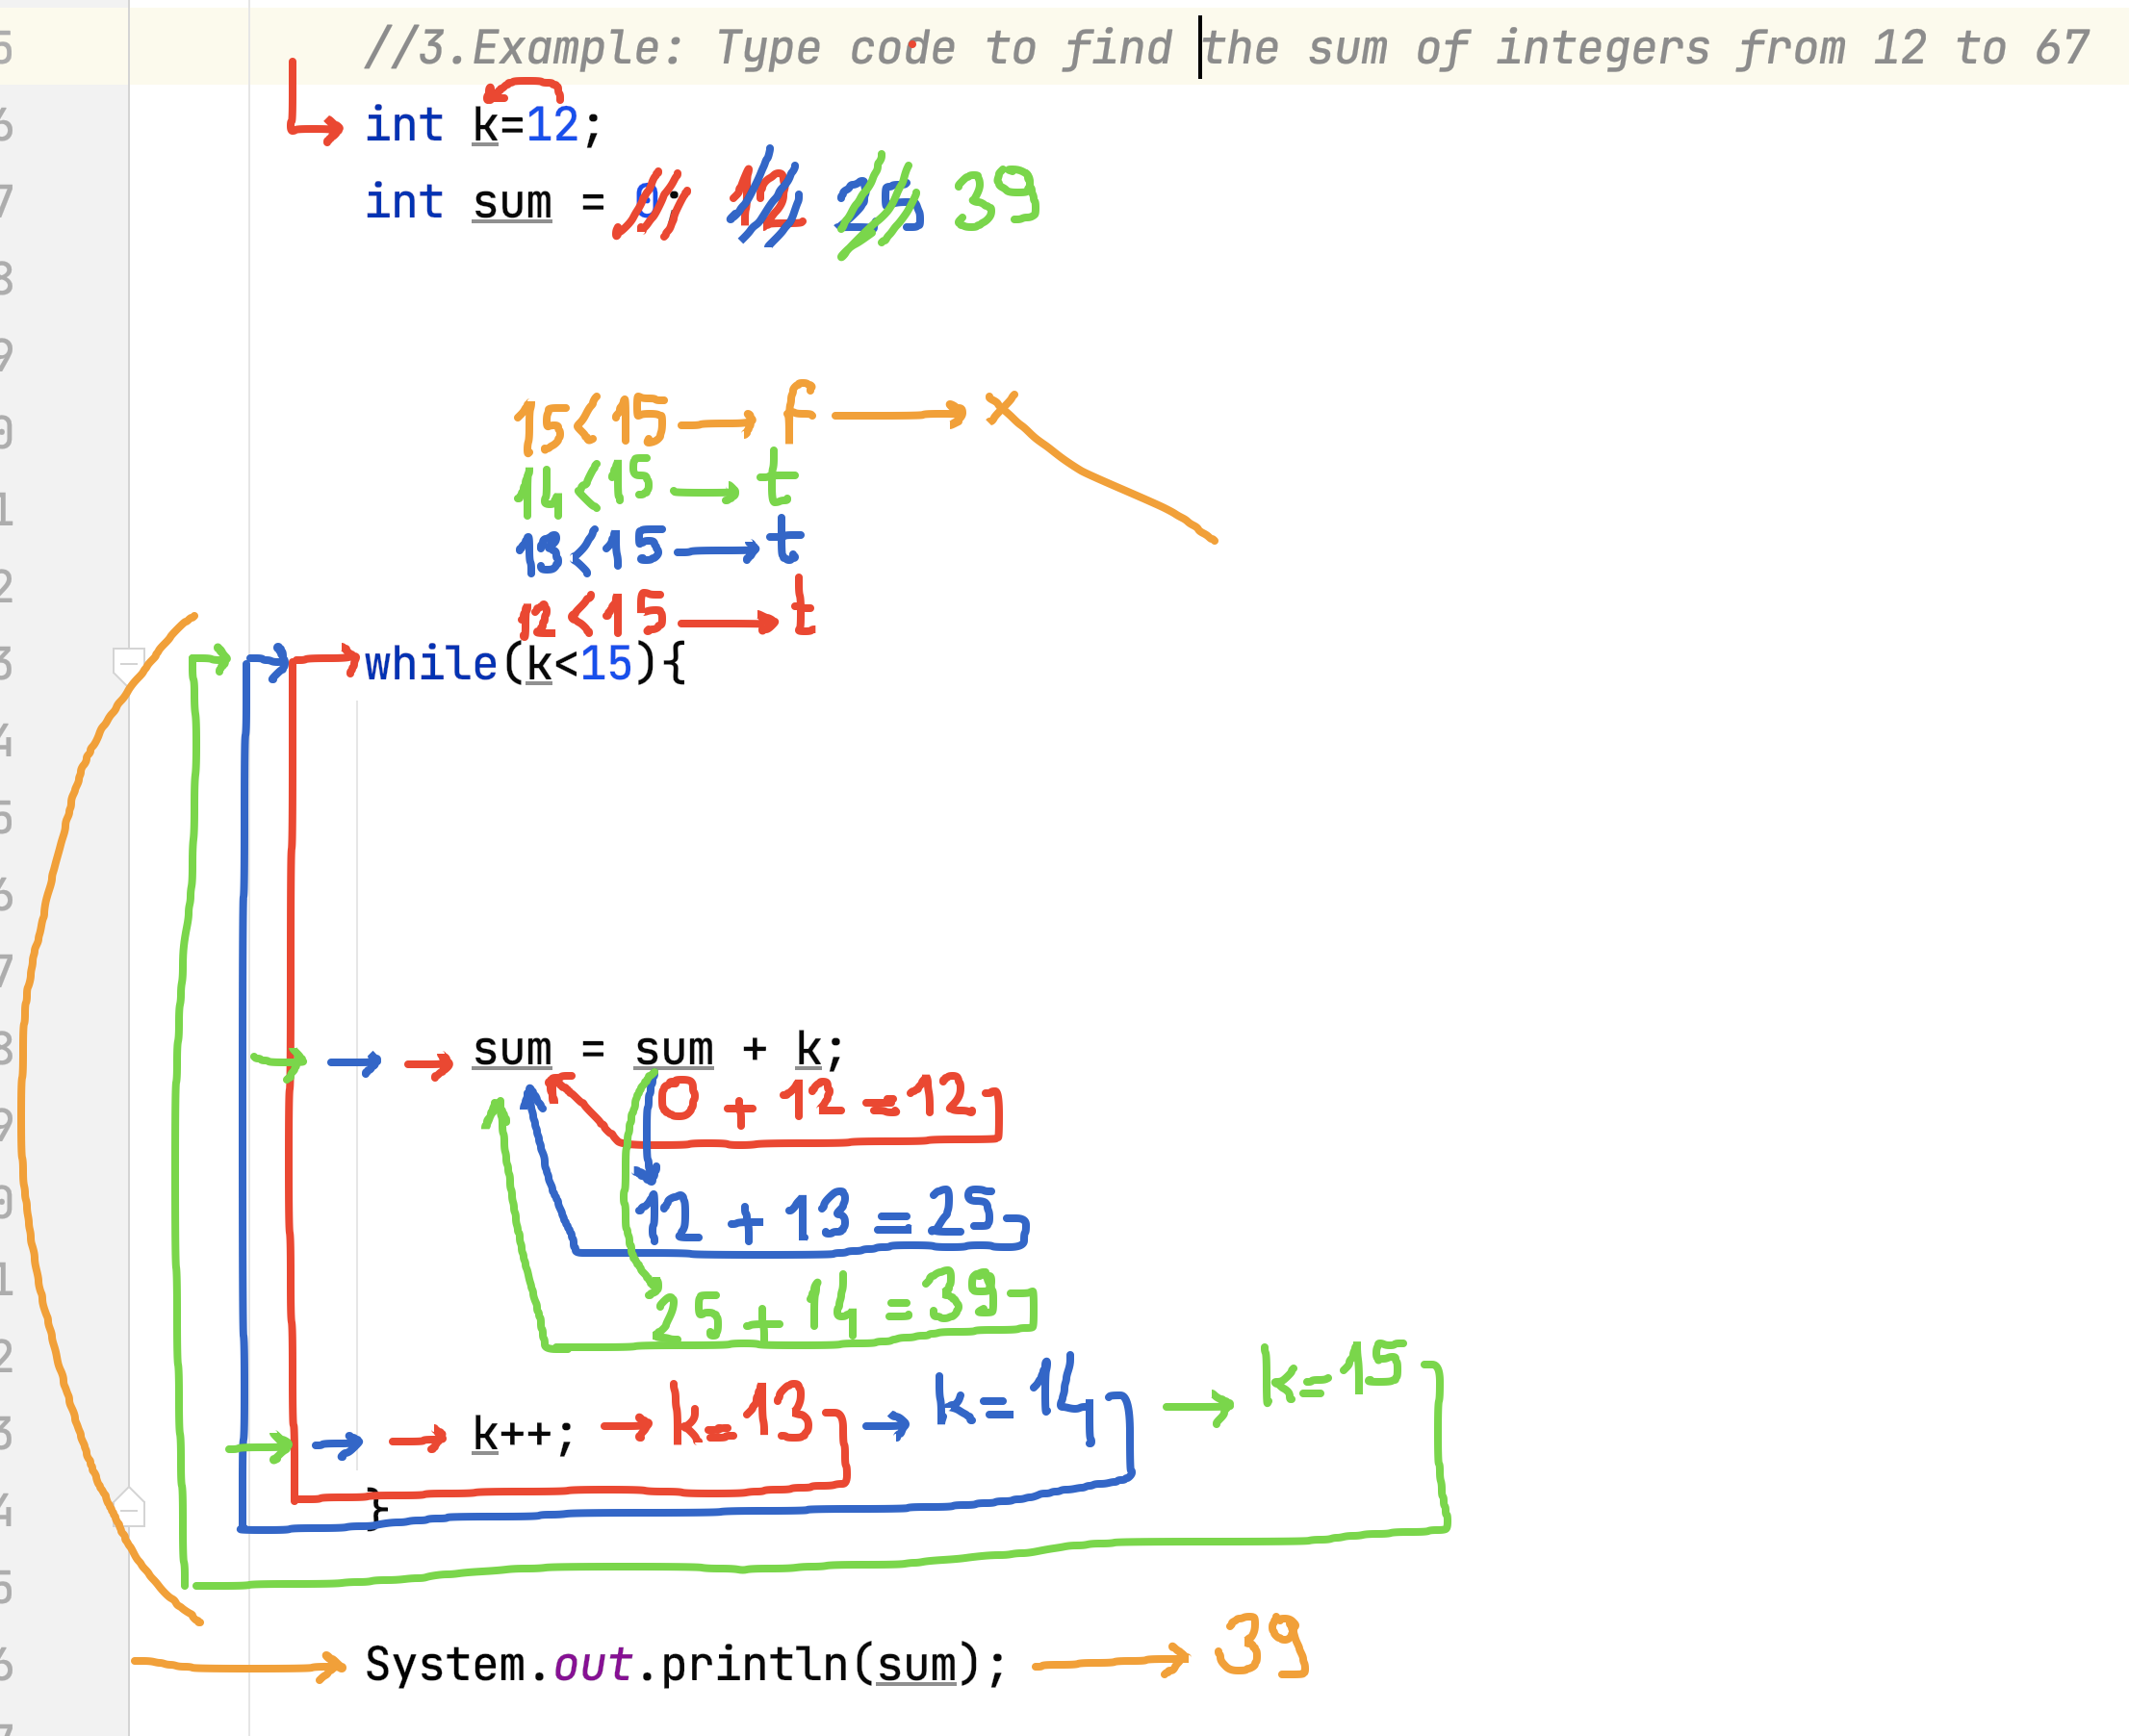 5 //3.Example: Type code to find the sum of integers from 12 to 67
6 int k=12;
7 int sum = 0; 12 25 39
8
9
0 15<15 → f → x
1 14<15 → t
2 13<15 → t
12<15 → t
3 while(k<15){
4
5
6
7
8 sum = sum + k;
9 0 + 12 = 12
0 12 + 13 = 25
1 25 + 14 = 39
2
3 k++; → k=13 → k=14 → k=15
4 }
5
6 System.out.println(sum); → 39
7